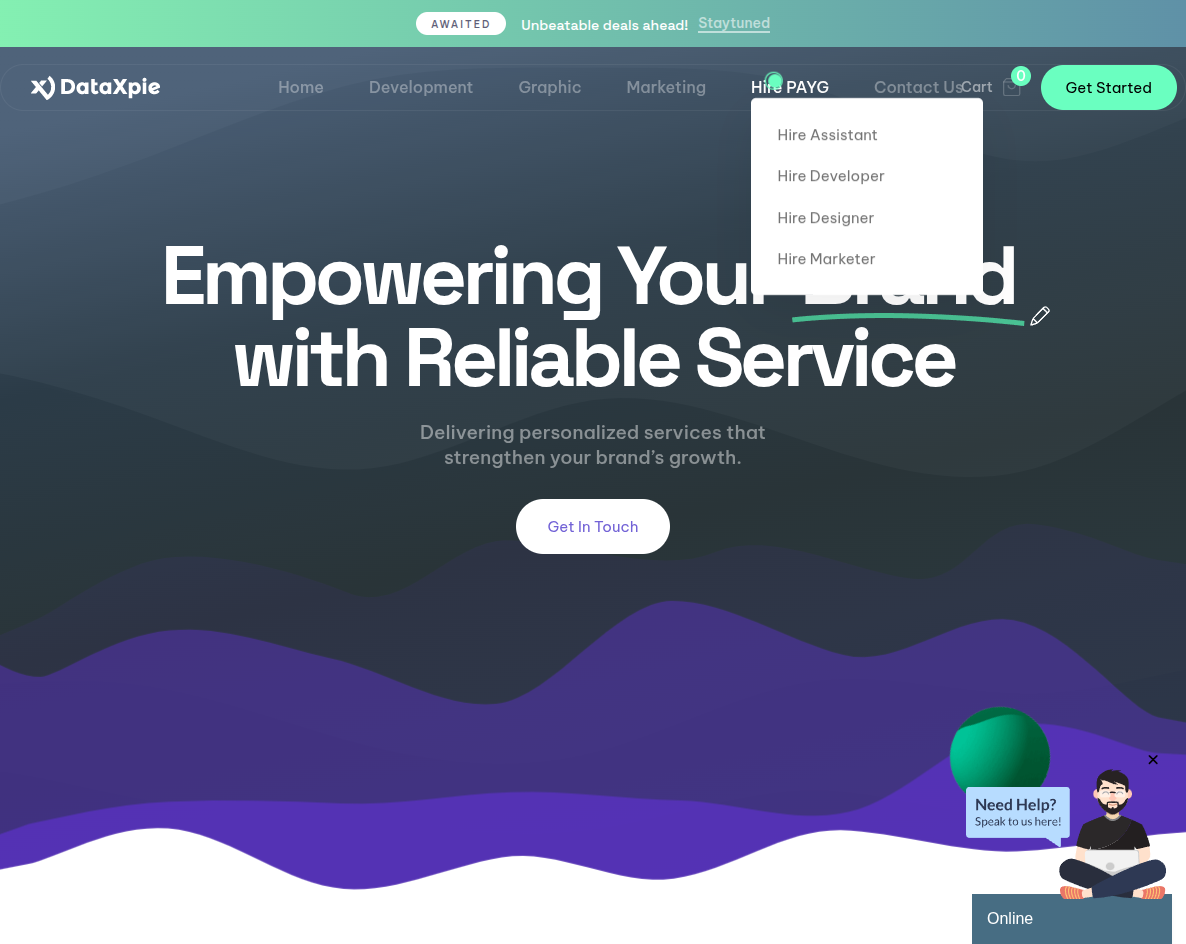 AWAITED
Unbeatable deals ahead! Staytuned
DataXpie
Home Development Graphic Marketing Hire PAYG Contact Us Cart 0 Get Started
Hire Assistant
Hire Developer
Hire Designer
Hire Marketer
Empowering Your Brand
with Reliable Service
Delivering personalized services that
strengthen your brand’s growth.
Get In Touch
Need Help?
Speak to us here!
Online